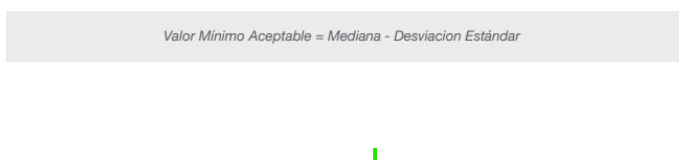 Valor Mínimo Aceptable = Mediana - Desviacion Estándar